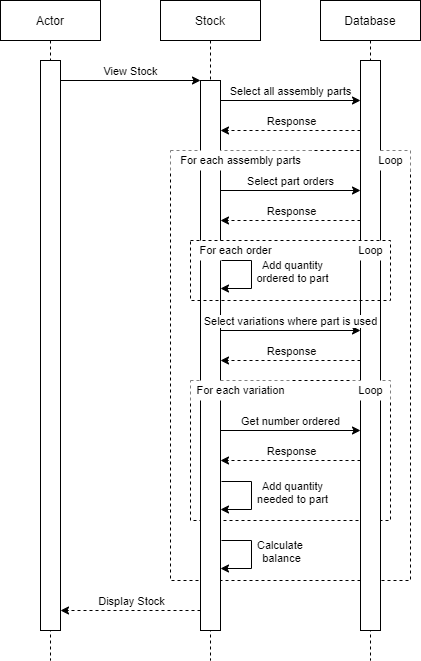 Actor
Stock
Database
View Stock
Select all assembly parts
Response
For each assembly parts
Loop
Select part orders
Response
For each order
Loop
Add quantity
ordered to part
Select variations where part is used
Response
For each variation
Loop
Get number ordered
Response
Add quantity
needed to part
Calculate
balance
Display Stock